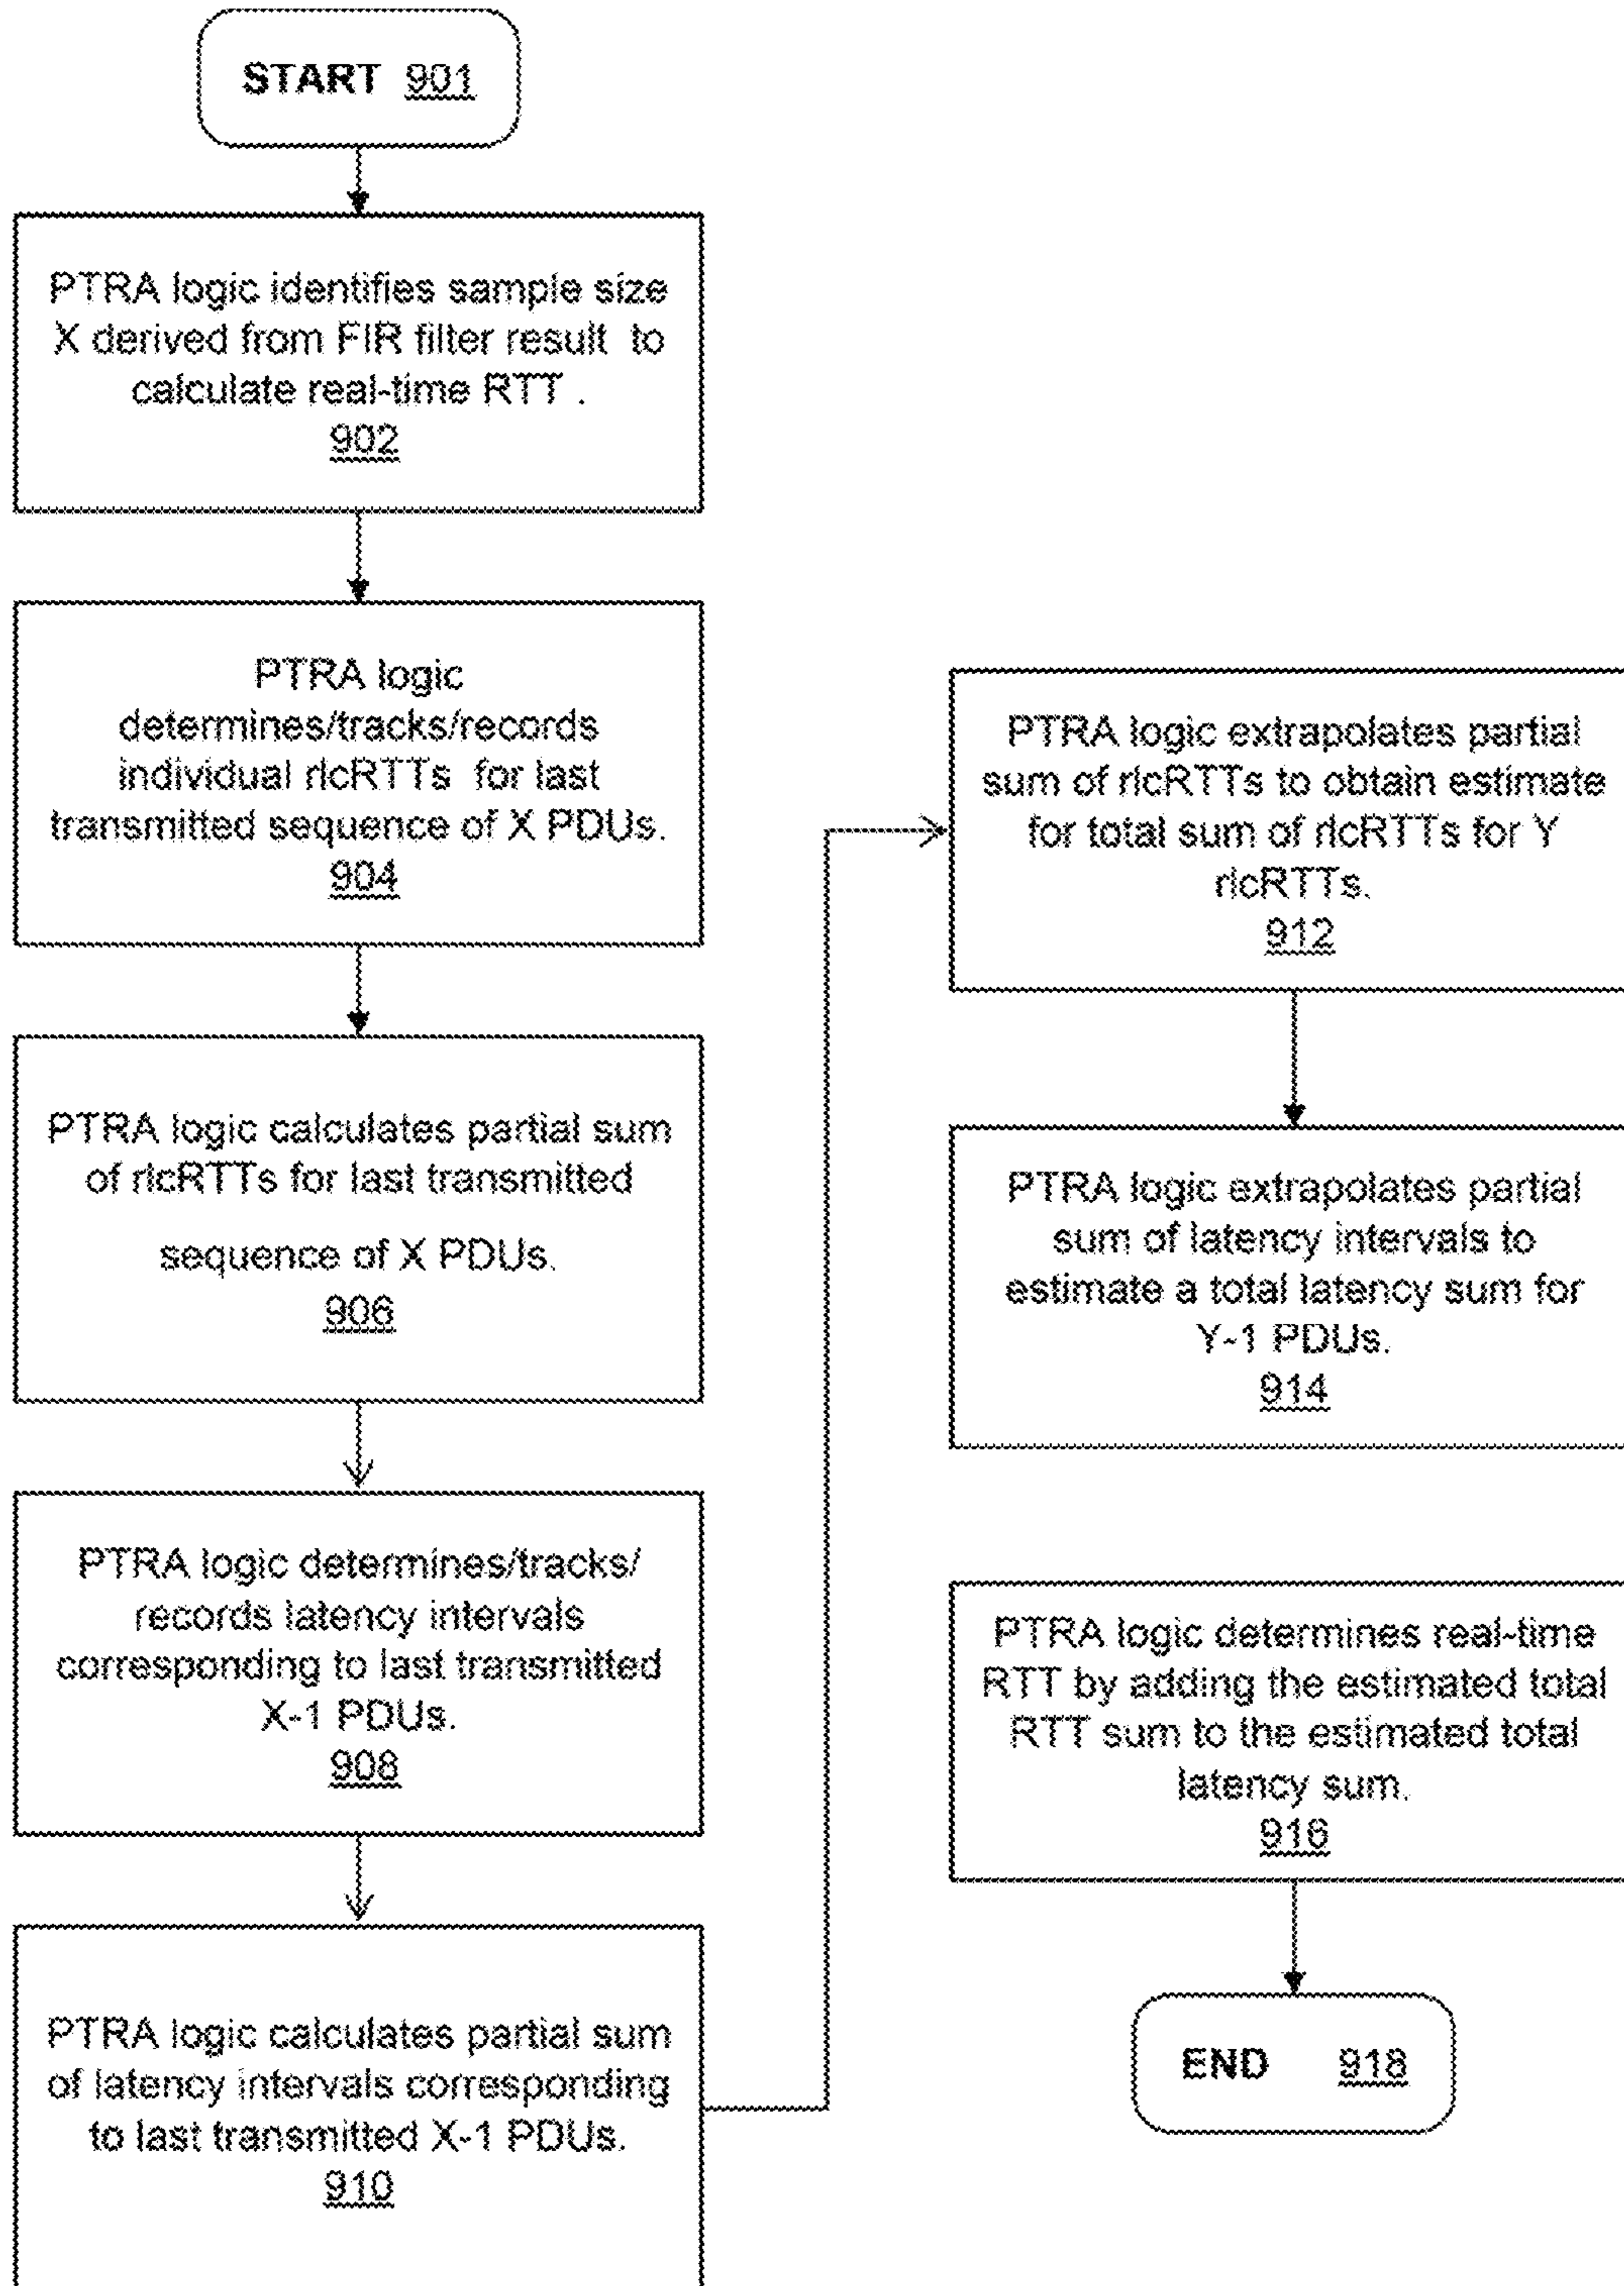 START 901
PTRA logic identifies sample size
X derived from FIR filter result to
calculate real-time RTT .
902
PTRA logic
determines/tracks/records
individual rlcRTTs for last
transmitted sequence of X PDUs.
904
PTRA logic calculates partial sum
of rlcRTTs for last transmitted
sequence of X PDUs.
906
PTRA logic determines/tracks/
records latency intervals
corresponding to last transmitted
X-1 PDUs.
908
PTRA logic calculates partial sum
of latency intervals corresponding
to last transmitted X-1 PDUs.
910
PTRA logic extrapolates partial
sum of rlcRTTs to obtain estimate
for total sum of rlcRTTs for Y
rlcRTTs.
912
PTRA logic extrapolates partial
sum of latency intervals to
estimate a total latency sum for
Y-1 PDUs.
914
PTRA logic determines real-time
RTT by adding the estimated total
RTT sum to the estimated total
latency sum.
916
END 918